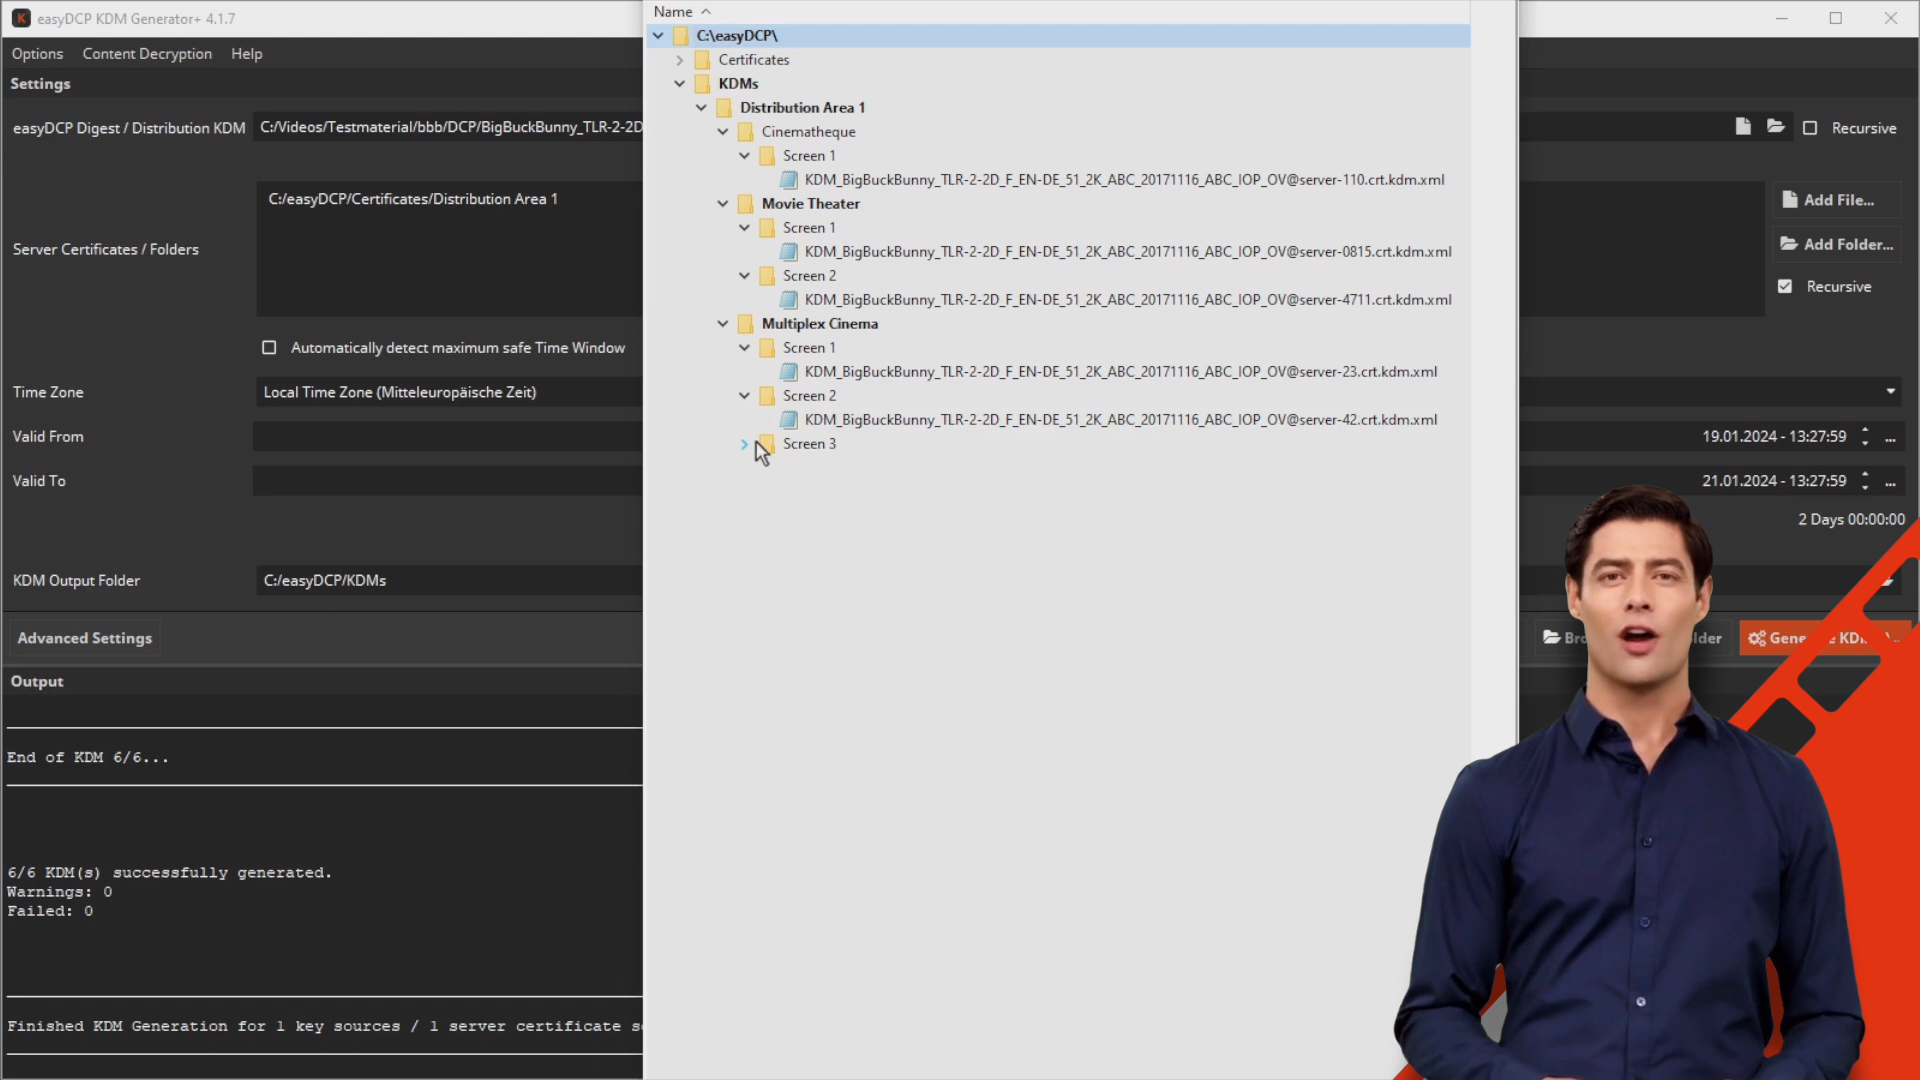 easyDCP KDM Generator+ 4.1.7
Options Content Decryption Help
Settings
easyDCP Digest / Distribution KDM
C:/Videos/Testmaterial/bbb/DCP/BigBuckBunny_TLR-2-2D
Recursive
Server Certificates / Folders
C:/easyDCP/Certificates/Distribution Area 1
Add File...
Add Folder...
Recursive
Automatically detect maximum safe Time Window
Time Zone
Local Time Zone (Mitteleuropäische Zeit)
Valid From
19.01.2024 - 13:27:59
...
Valid To
21.01.2024 - 13:27:59
...
2 Days 00:00:00
KDM Output Folder
C:/easyDCP/KDMs
Advanced Settings
Output
End of KDM 6/6...
6/6 KDM(s) successfully generated.
Warnings: 0
Failed: 0
Finished KDM Generation for 1 key sources / 1 server certificate
Name
C:\easyDCP\
Certificates
KDMs
Distribution Area 1
Cinematheque
Screen 1
KDM_BigBuckBunny_TLR-2-2D_F_EN-DE_51_2K_ABC_20171116_ABC_IOP_OV@server-110.crt.kdm.xml
Movie Theater
Screen 1
KDM_BigBuckBunny_TLR-2-2D_F_EN-DE_51_2K_ABC_20171116_ABC_IOP_OV@server-0815.crt.kdm.xml
Screen 2
KDM_BigBuckBunny_TLR-2-2D_F_EN-DE_51_2K_ABC_20171116_ABC_IOP_OV@server-4711.crt.kdm.xml
Multiplex Cinema
Screen 1
KDM_BigBuckBunny_TLR-2-2D_F_EN-DE_51_2K_ABC_20171116_ABC_IOP_OV@server-23.crt.kdm.xml
Screen 2
KDM_BigBuckBunny_TLR-2-2D_F_EN-DE_51_2K_ABC_20171116_ABC_IOP_OV@server-42.crt.kdm.xml
Screen 3